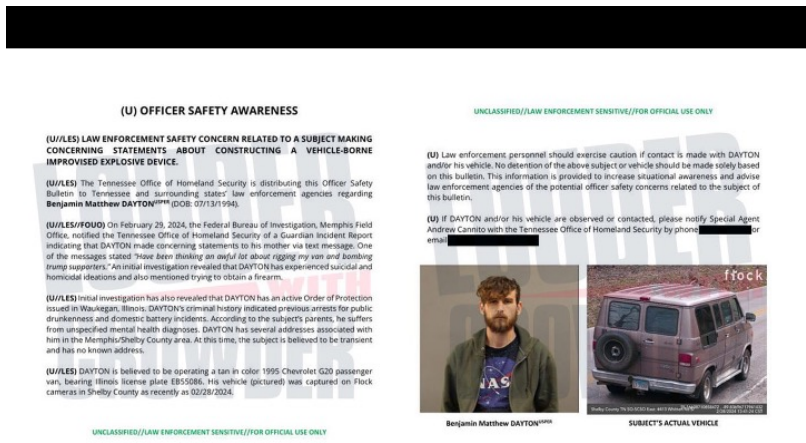 (U) OFFICER SAFETY AWARENESS
(U//LES) LAW ENFORCEMENT SAFETY CONCERN RELATED TO A SUBJECT MAKING
CONCERNING STATEMENTS ABOUT CONSTRUCTING A VEHICLE-BORNE
IMPROVISED EXPLOSIVE DEVICE.
(U//LES) The Tennessee Office of Homeland Security is distributing this Officer Safety
Bulletin to Tennessee and surrounding states' law enforcement agencies regarding
Benjamin Matthew DAYTON USPER (DOB: 07/13/1994).
(U//LES//FOUO) On February 29, 2024, the Federal Bureau of Investigation, Memphis Field
Office, notified the Tennessee Office of Homeland Security of a Guardian Incident Report
indicating that DAYTON made concerning statements to his mother via text message. One
of the messages stated "Have been thinking an awful lot about rigging my van and bombing
trump supporters." An initial investigation revealed that DAYTON has experienced suicidal and
homicidal ideations and also mentioned trying to obtain a firearm.
(U//LES) Initial investigation has also revealed that DAYTON has an active Order of Protection
issued in Waukegan, Illinois. DAYTON's criminal history indicated previous arrests for public
drunkenness and domestic battery incidents. According to the subject's parents, he suffers
from unspecified mental health diagnoses. DAYTON has several addresses associated with
him in the Memphis/Shelby County area. At this time, the subject is believed to be transient
and has no known address.
(U//LES) DAYTON is believed to be operating a tan in color 1995 Chevrolet G20 passenger
van, bearing Illinois license plate EB55086. His vehicle (pictured) was captured on Flock
cameras in Shelby County as recently as 02/28/2024.
UNCLASSIFIED//LAW ENFORCEMENT SENSITIVE//FOR OFFICIAL USE ONLY
UNCLASSIFIED//LAW ENFORCEMENT SENSITIVE//FOR OFFICIAL USE ONLY
(U) Law enforcement personnel should exercise caution if contact is made with DAYTON
and/or his vehicle. No detention of the above subject or vehicle should be made solely based
on this bulletin. This information is provided to increase situational awareness and advise
law enforcement agencies of the potential officer safety concerns related to the subject of
this bulletin.
(U) If DAYTON and/or his vehicle are observed or contacted, please notify Special Agent
Andrew Cannito with the Tennessee Office of Homeland Security by phone or
email
NASA
flock
Benjamin Matthew DAYTON USPER
SUBJECT'S ACTUAL VEHICLE
LOUDER
WITH
CROWDER
LOUDER
WITH
CROWDER